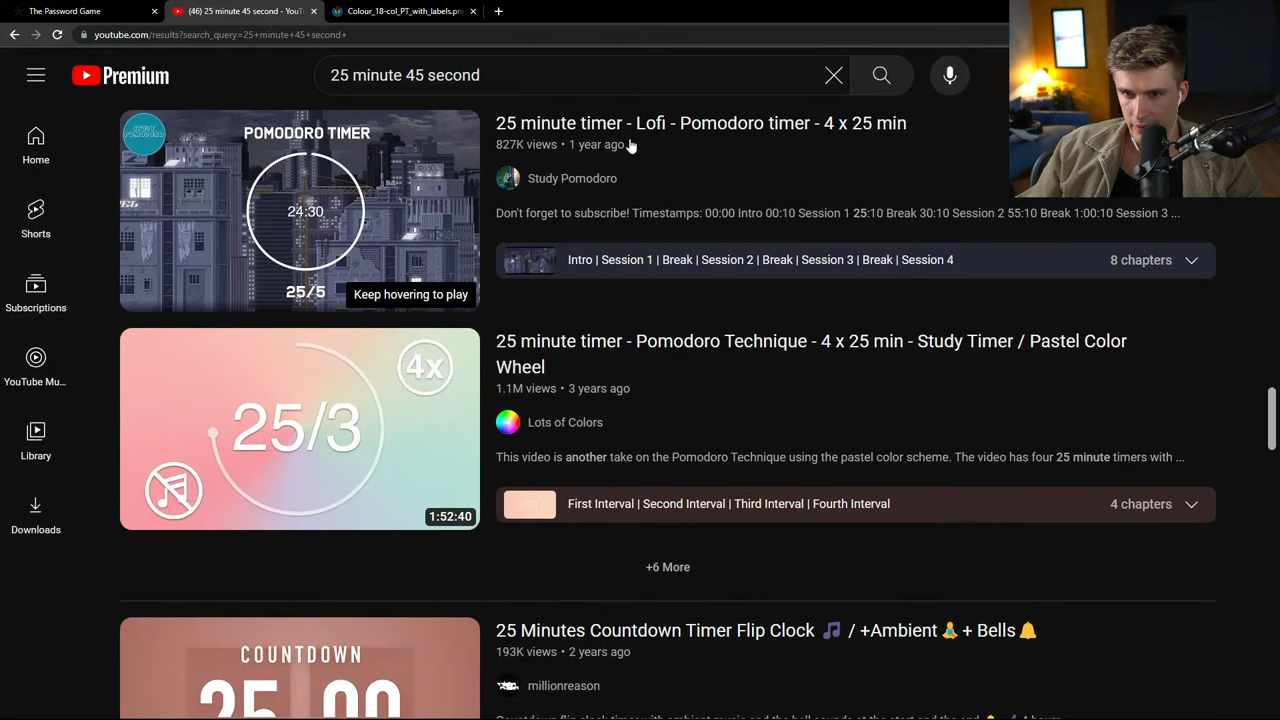 The Password Game
(46) 25 minute 45 second - YouTu
Colour_18-col_PT_with_labels.png
youtube.com/results?search_query=25+minute+45+second+
Premium
25 minute 45 second
Home
Shorts
Subscriptions
YouTube Mu...
Library
Downloads
POMODORO TIMER
24:30
25/5
Keep hovering to play
25 minute timer - Lofi - Pomodoro timer - 4 x 25 min
827K views • 1 year ago
Study Pomodoro
Don't forget to subscribe! Timestamps: 00:00 Intro 00:10 Session 1 25:10 Break 30:10 Session 2 55:10 Break 1:00:10 Session 3 ...
Intro | Session 1 | Break | Session 2 | Break | Session 3 | Break | Session 4
8 chapters
4x
25/3
1:52:40
25 minute timer - Pomodoro Technique - 4 x 25 min - Study Timer / Pastel Color
Wheel
1.1M views • 3 years ago
Lots of Colors
This video is another take on the Pomodoro Technique using the pastel color scheme. The video has four 25 minute timers with ...
First Interval | Second Interval | Third Interval | Fourth Interval
4 chapters
+6 More
COUNTDOWN
25 00
25 Minutes Countdown Timer Flip Clock 🎵 / +Ambient🧘+ Bells🔔
193K views • 2 years ago
millionreason